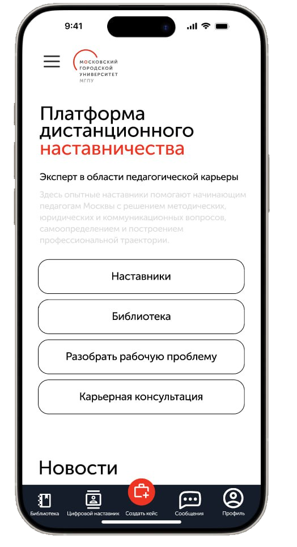 9:41
МОСКОВСКИЙ
ГОРОДСКОЙ
УНИВЕРСИТЕТ
МГПУ
Платформа
дистанционного
наставничества
Эксперт в области педагогической карьеры
Здесь опытные наставники помогают начинающим
педагогам Москвы с решением методических,
юридических и коммуникационных вопросов,
самоопределением и построением
профессиональной траектории.
Наставники
Библиотека
Разобрать рабочую проблему
Карьерная консультация
Новости
Библиотека Цифровой наставник Создать кейс Сообщения Профиль